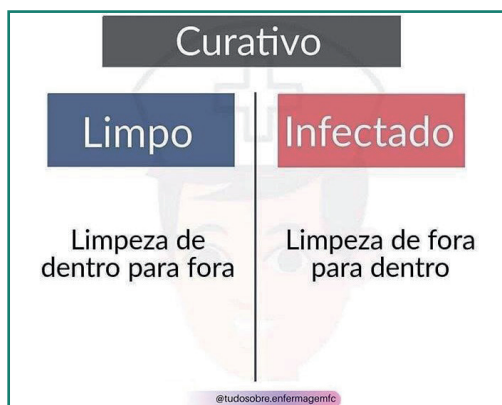 Curativo
Limpo
Limpeza de
dentro para fora
Infectado
Limpeza de fora
para dentro
@tudosobre.enfermagemfc